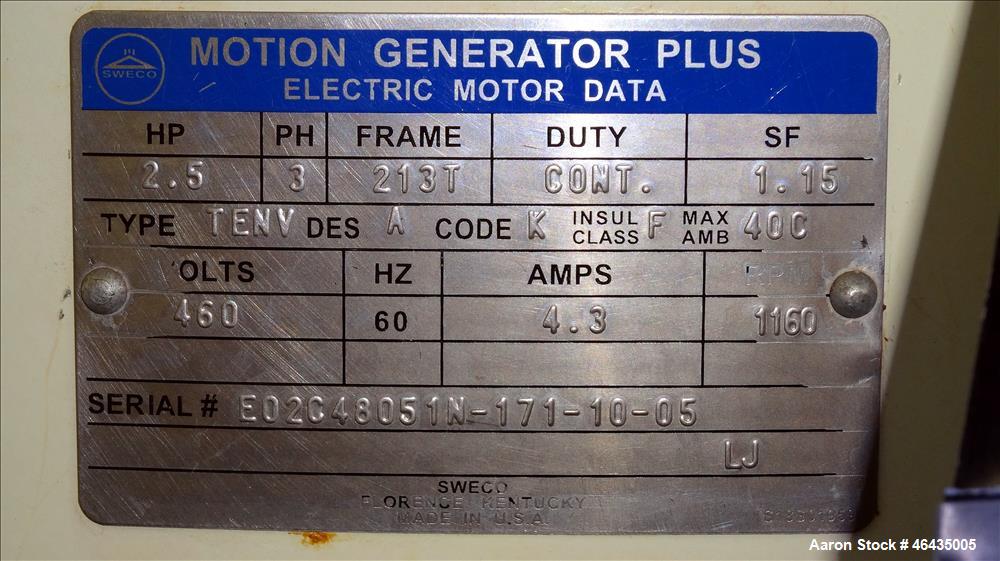 SWECO
MOTION GENERATOR PLUS
ELECTRIC MOTOR DATA
HP PH FRAME DUTY SF
2.5 3 213T CONT. 1.15
TYPE TENV DES A CODE K INSUL CLASS F MAX AMB 40C
OLTS HZ AMPS RPM
460 60 4.3 1160
SERIAL # E02C48051N-171-10-05
LJ
SWECO
FLORENCE KENTUCKY
MADE IN U.S.A.
Aaron Stock # 46435005